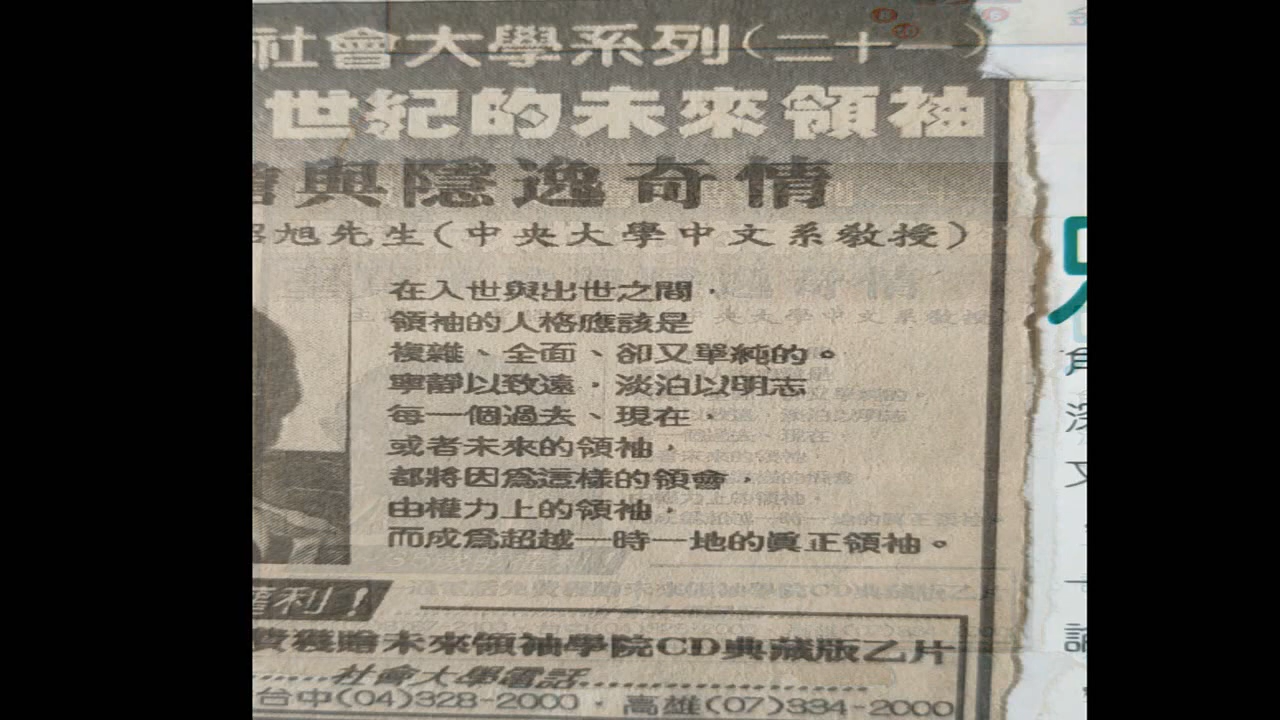 社會大學系列(二十一)
世紀的未來領袖
與隱逸奇情
旭先生(中央大學中文系教授)
在入世與出世之間，
領袖的人格應該是
複雜、全面、卻又單純的。
寧靜以致遠，淡泊以明志
每一個過去、現在、
或者未來的領袖，
都將因為這樣的領會，
由權力上的領袖，
而成為超越一時一地的真正領袖。
利！
獲贈未來領袖學院CD典藏版乙片
社會大學電話
台中(04)328-2000．高雄(07)334-2000